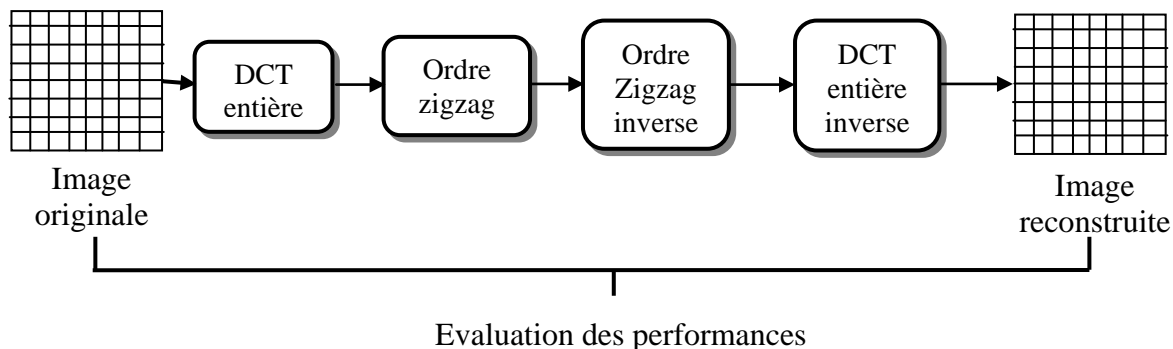 DCT
entière
Ordre
zigzag
Ordre
Zigzag
inverse
DCT
entière
inverse
Image
originale
Image
reconstruite
Evaluation des performances